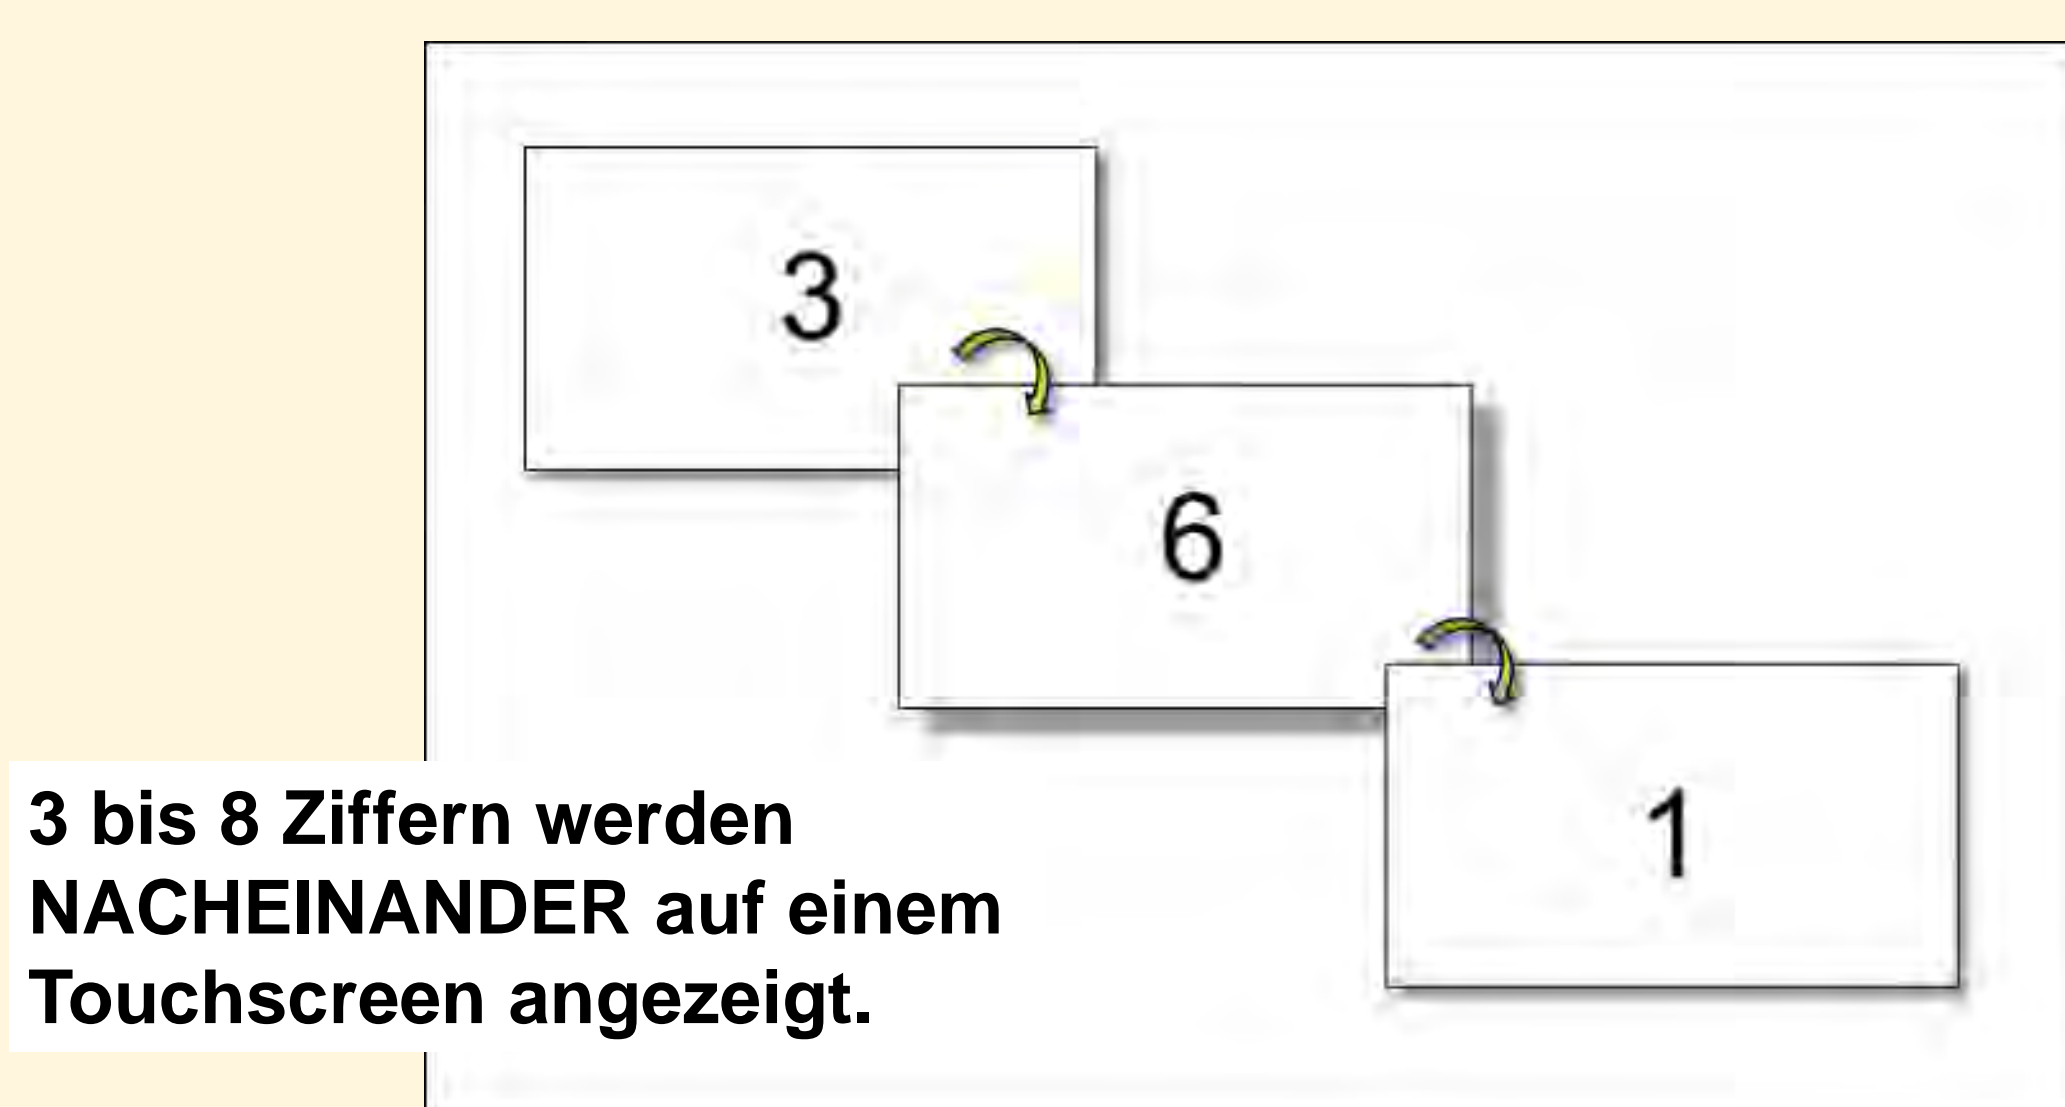 3
6
1
3 bis 8 Ziffern werden
NACHEINANDER auf einem
Touchscreen angezeigt.